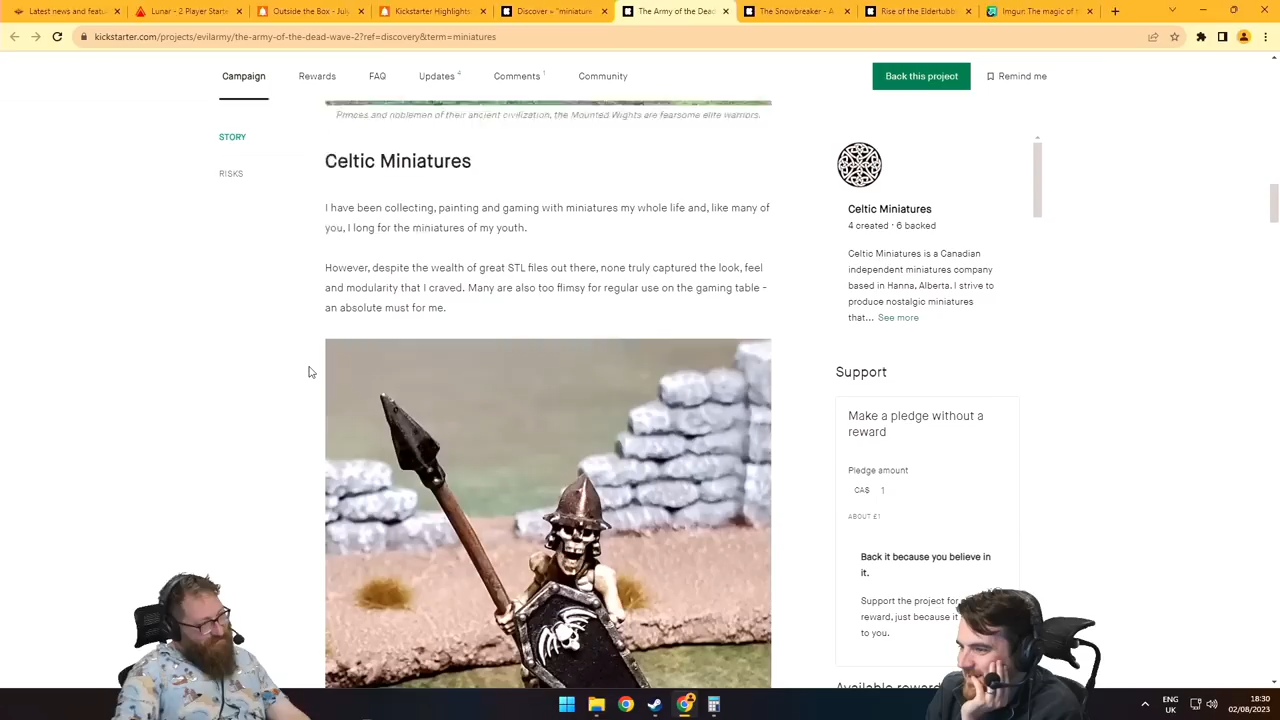 Latest news and featu
Lunar - 2 Player Starte
Outside the Box - Loug
Kickstarter Highlights
Discover » "miniature
The Army of the Dead
The Snowbreaker - A
Rise of the Eldertubb
Imgur: The magic of t
kickstarter.com/projects/evilarmy/the-army-of-the-dead-wave-2?ref=discovery&term=miniatures
Campaign
Rewards
FAQ
Updates 4
Comments 1
Community
Back this project
Remind me
Princes and noblemen of their ancient civilization, the Mounted Wights are fearsome elite warriors.
STORY
RISKS
Celtic Miniatures
I have been collecting, painting and gaming with miniatures my whole life and, like many of
you, I long for the miniatures of my youth.
However, despite the wealth of great STL files out there, none truly captured the look, feel
and modularity that I craved. Many are also too flimsy for regular use on the gaming table -
an absolute must for me.
Celtic Miniatures
4 created · 6 backed
Celtic Miniatures is a Canadian
independent miniatures company
based in Hanna, Alberta. I strive to
produce nostalgic miniatures
that... See more
Support
Make a pledge without a
reward
Pledge amount
CA$ 1
ABOUT £1
Back it because you believe in
it.
Support the project for
reward, just because it
to you.
Available reward
ENG
UK
18:30
02/08/2023